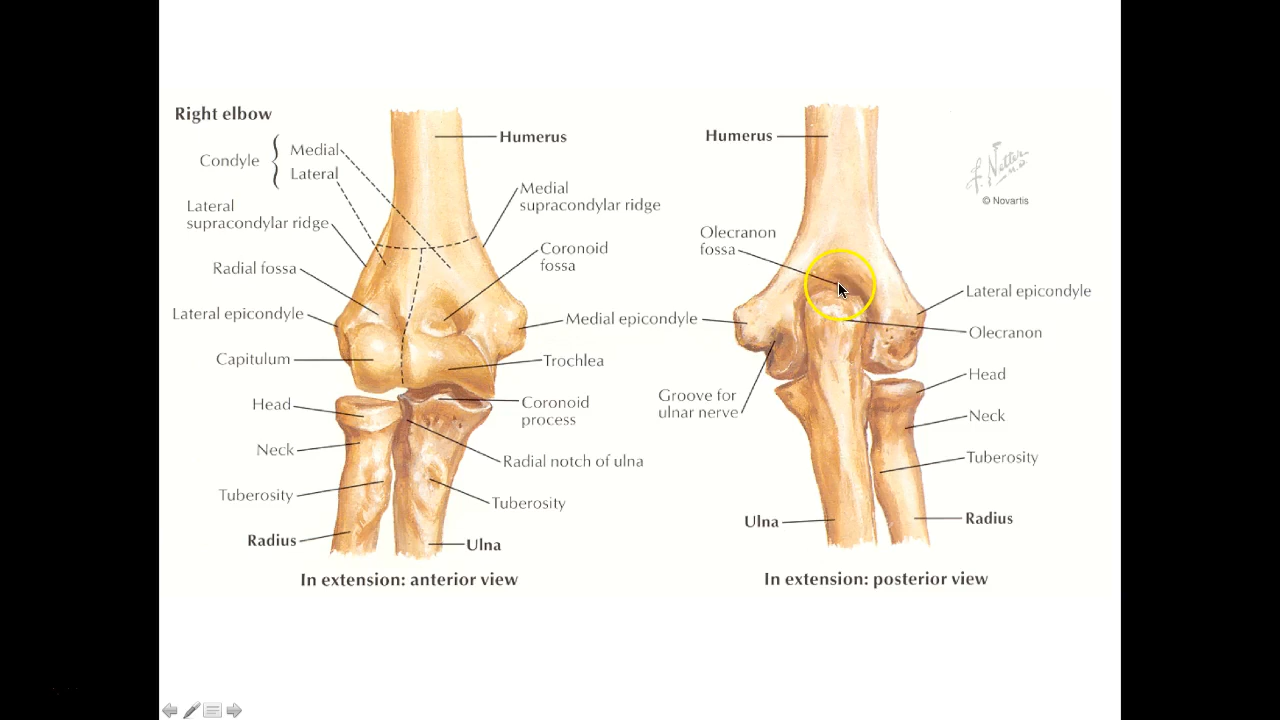 Right elbow
Condyle
Medial
Lateral
Lateral
supracondylar ridge
Radial fossa
Lateral epicondyle
Capitulum
Head
Neck
Tuberosity
Radius
Humerus
Medial
supracondylar ridge
Coronoid
fossa
Medial epicondyle
Trochlea
Coronoid
process
Radial notch of ulna
Tuberosity
Ulna
In extension: anterior view
Humerus
Olecranon
fossa
Groove for
ulnar nerve
Ulna
F. Netter
M.D.
© Novartis
Lateral epicondyle
Olecranon
Head
Neck
Tuberosity
Radius
In extension: posterior view